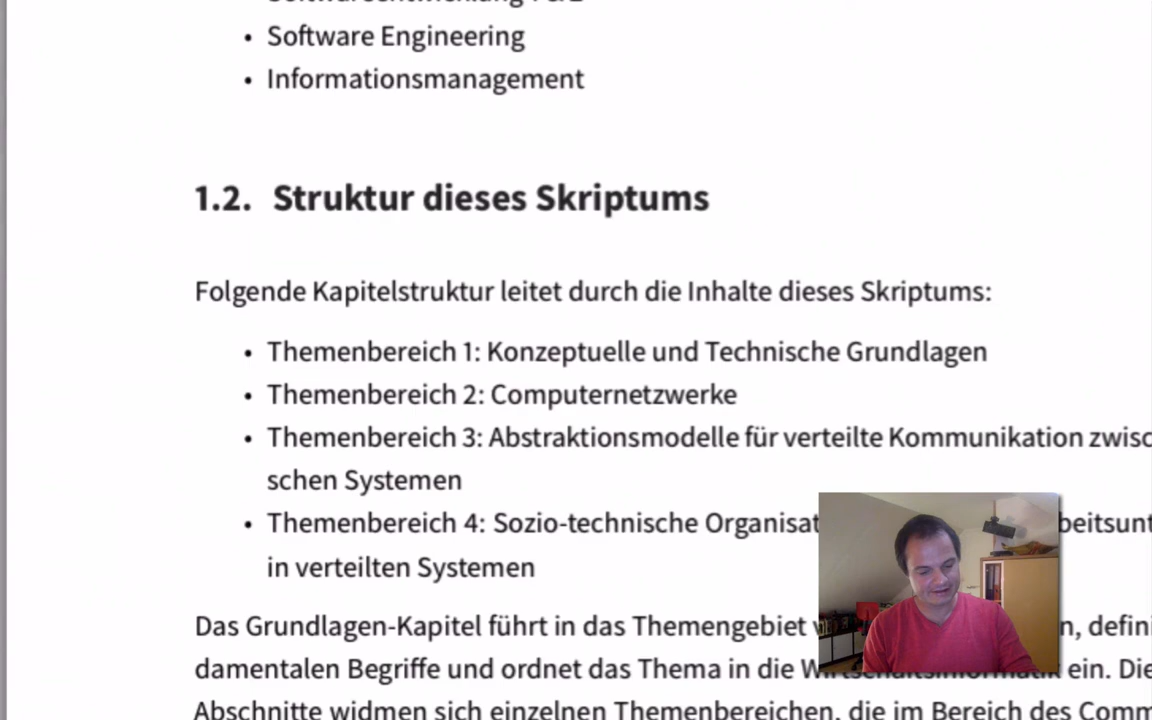 • Software Engineering
• Informationsmanagement
1.2. Struktur dieses Skriptums
Folgende Kapitelstruktur leitet durch die Inhalte dieses Skriptums:
• Themenbereich 1: Konzeptuelle und Technische Grundlagen
• Themenbereich 2: Computernetzwerke
• Themenbereich 3: Abstraktionsmodelle für verteilte Kommunikation zwisc
schen Systemen
• Themenbereich 4: Sozio-technische Organisat beitsunt
in verteilten Systemen
Das Grundlagen-Kapitel führt in das Themengebiet n, defini
damentalen Begriffe und ordnet das Thema in die Wirtschaftsinformatik ein. Die
Abschnitte widmen sich einzelnen Themenbereichen, die im Bereich des Comm